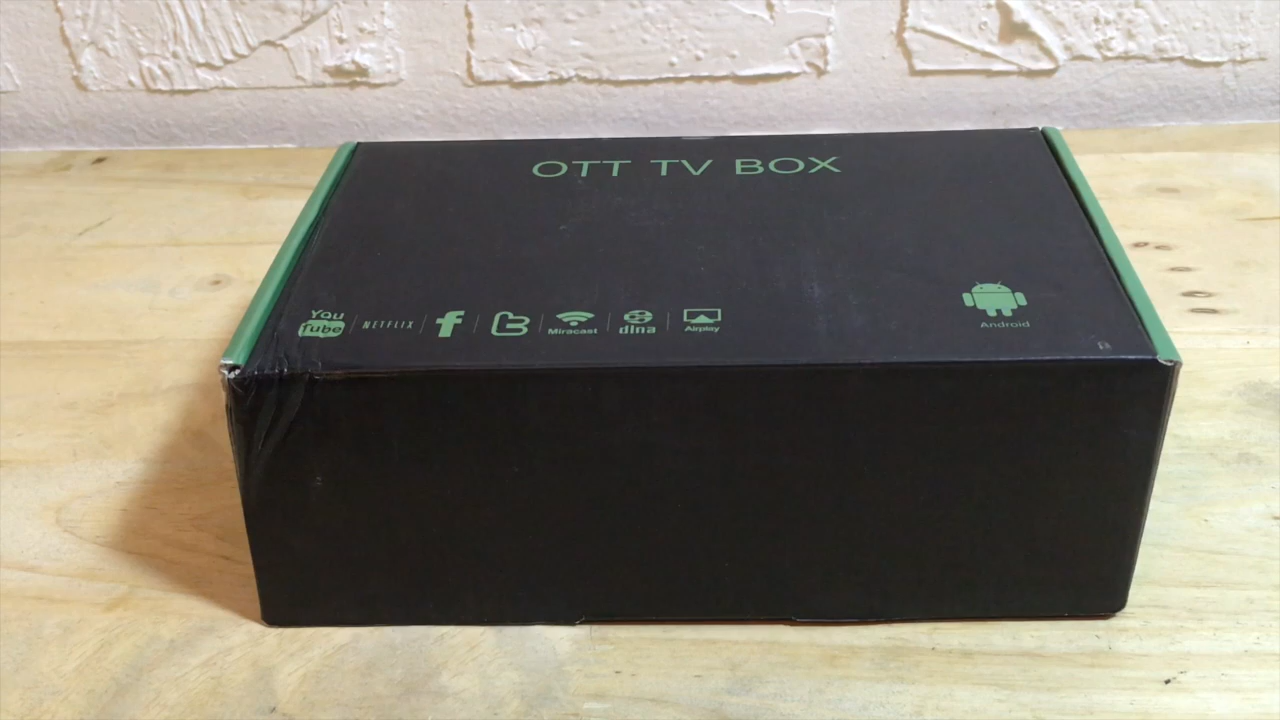 OTT TV BOX
You
Tube
NETFLIX
f
t
Miracast
dlna
Airplay
Android